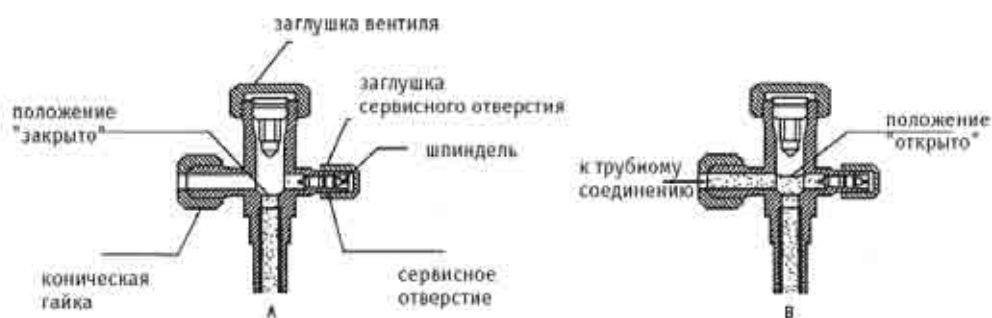 заглушка вентиля
заглушка
сервисного отверстия
положение
"закрыто"
шпиндель
коническая
гайка
сервисное
отверстие
А
положение
"открыто"
к трубному
соединению
В